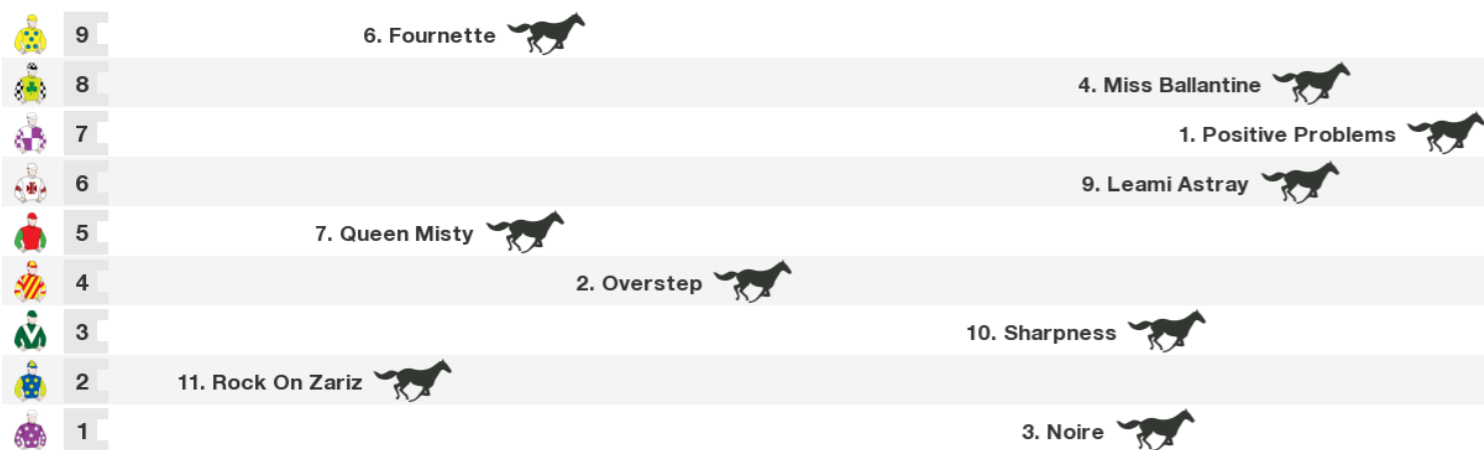 9 6. Fournette
8 4. Miss Ballantine
7 1. Positive Problems
6 9. Leami Astray
5 7. Queen Misty
4 2. Overstep
3 10. Sharpness
2 11. Rock On Zariz
1 3. Noire